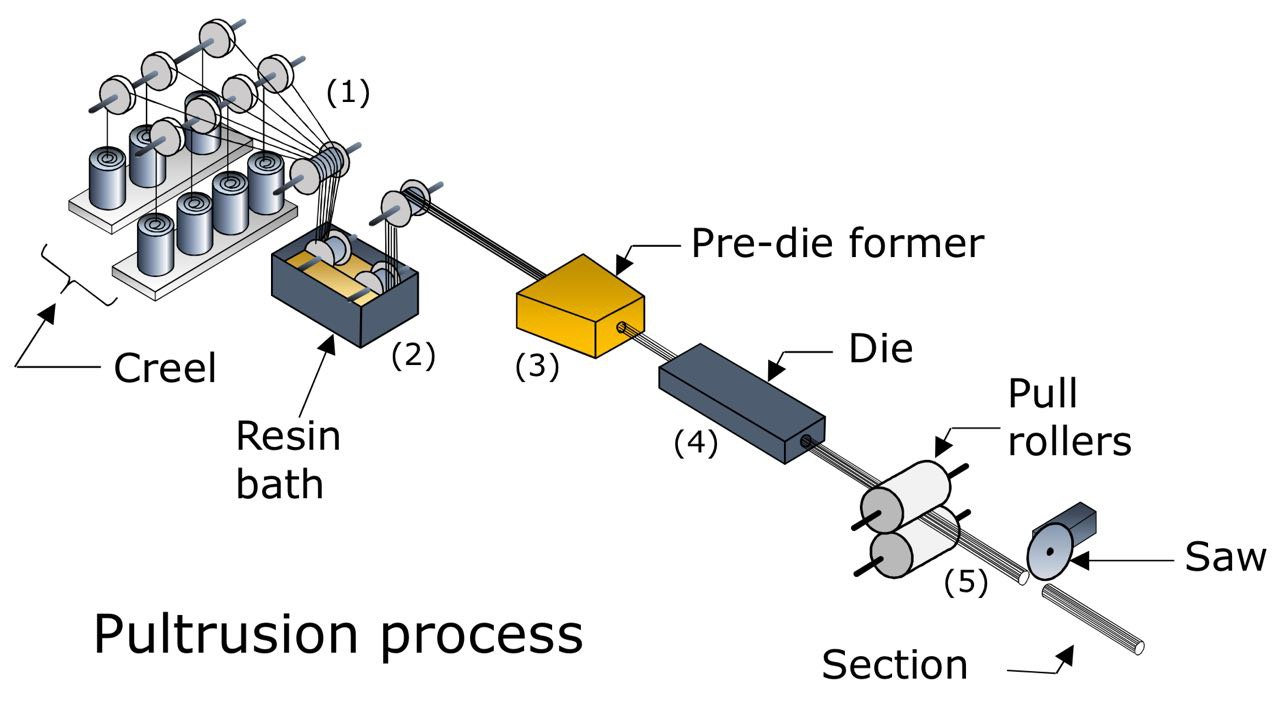 (1)
Pre-die former
Die
(2)
(3)
Creel
Pull
rollers
Resin
bath
(4)
Saw
(5)
Pultrusion process
Section